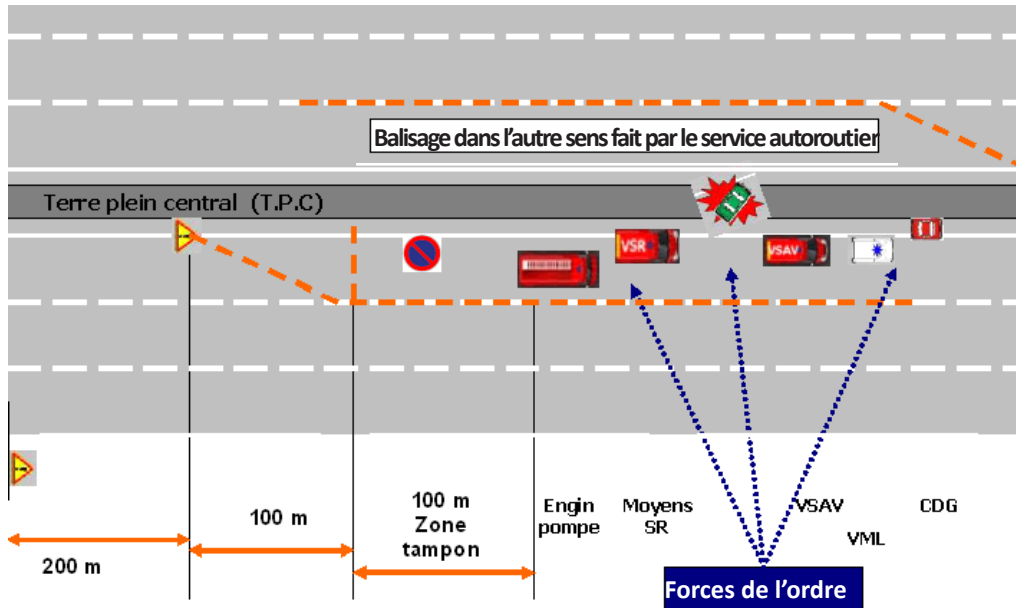 Balisage dans l'autre sens fait par le service autoroutier
Terre plein central (T.P.C)
VSR
VSAV
100 m
100 m
Zone
tampon
Engin
pompe
Moyens
SR
VSAV
VML
CDG
200 m
Forces de l'ordre